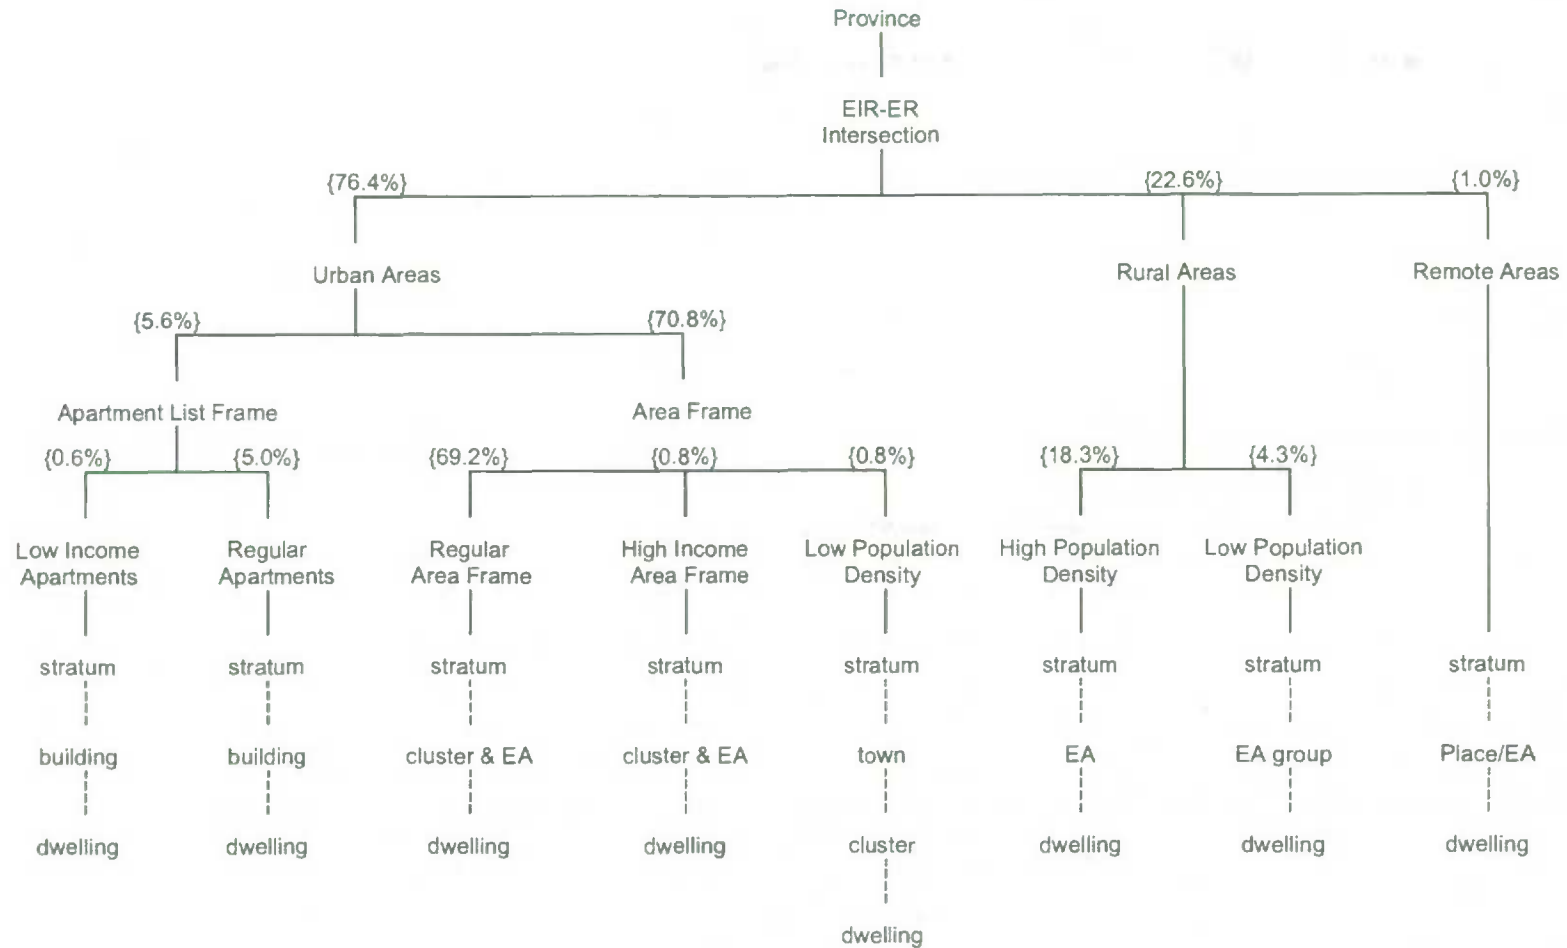 Province
EIR-ER
Intersection
{76.4%} {22.6%} {1.0%}
Urban Areas Rural Areas Remote Areas
{5.6%} {70.8%}
Apartment List Frame Area Frame
{0.6%} {5.0%} {69.2%} {0.8%} {0.8%} {18.3%} {4.3%}
Low Income Regular Regular High Income Low Population High Population Low Population
Apartments Apartments Area Frame Area Frame Density Density Density
stratum stratum stratum stratum stratum stratum stratum stratum
building building cluster & EA cluster & EA town EA EA group Place/EA
dwelling dwelling dwelling dwelling cluster dwelling dwelling dwelling
dwelling